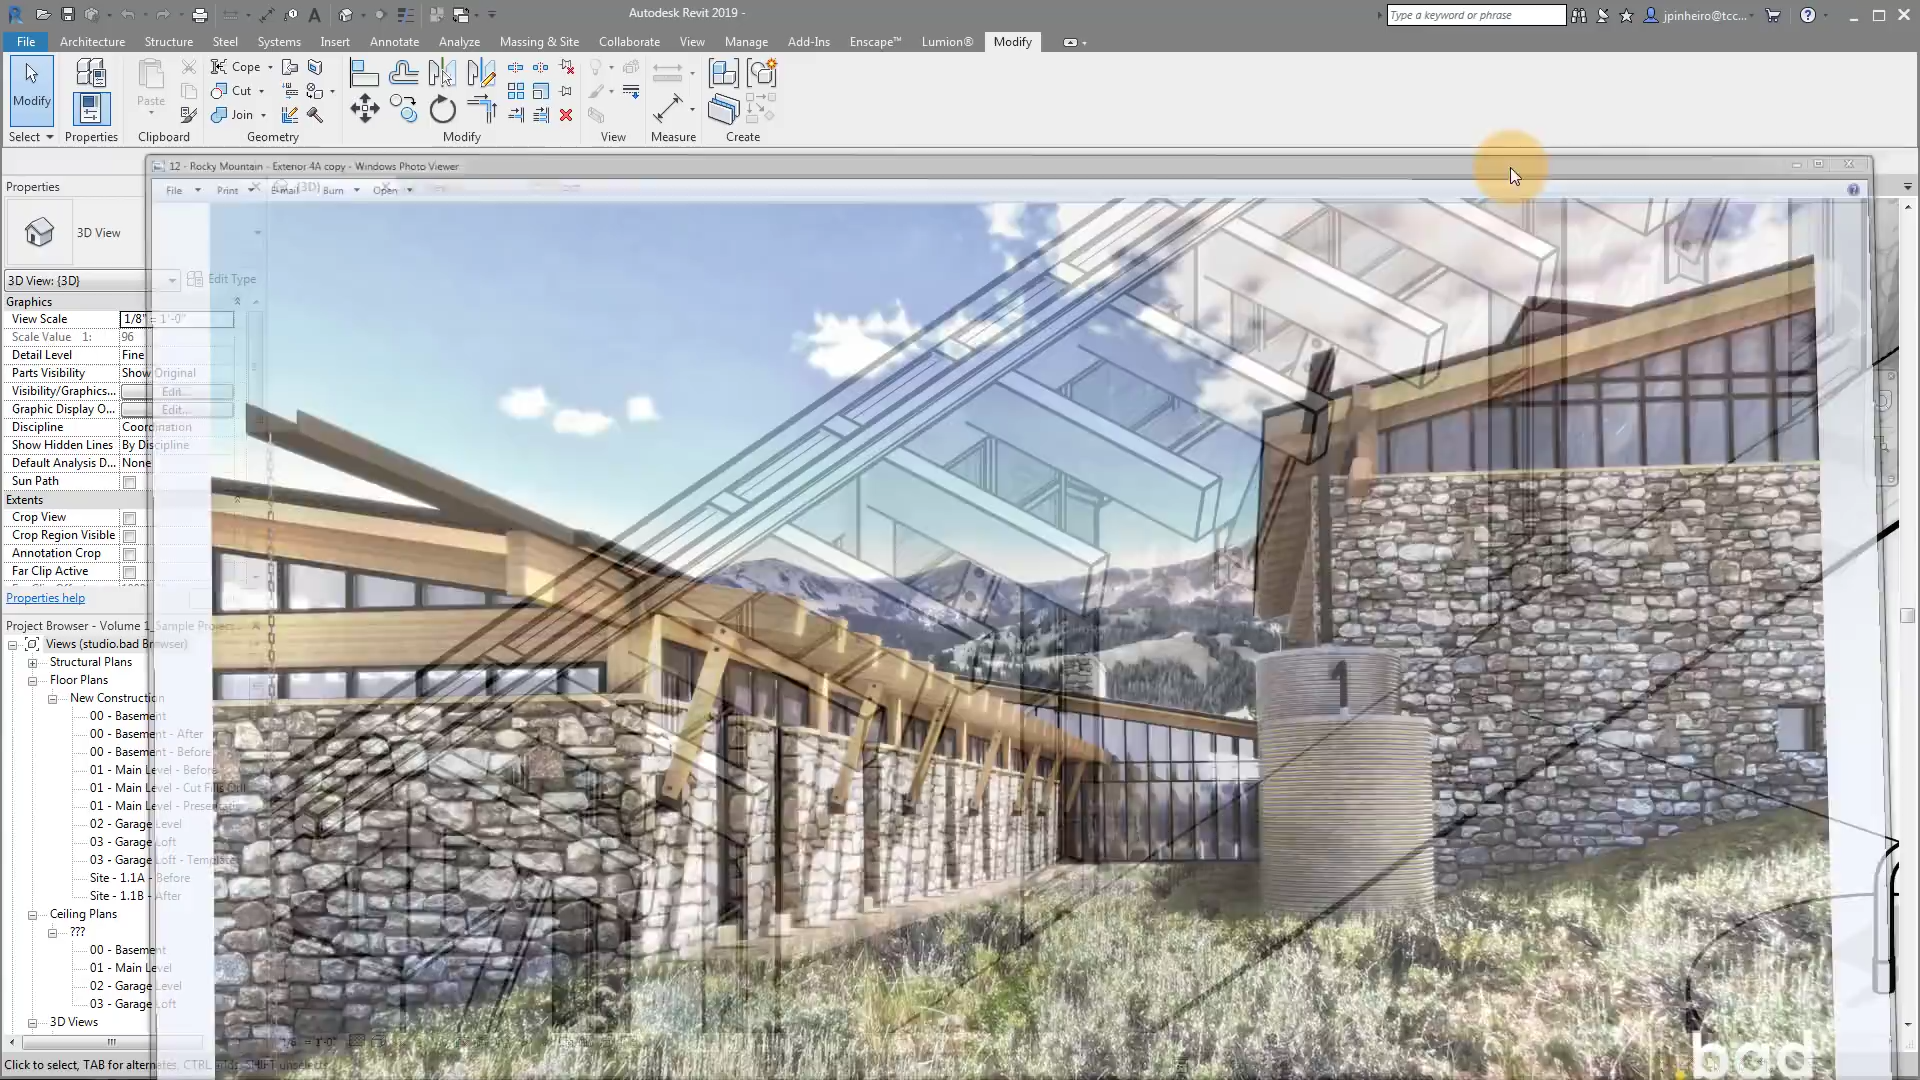 Autodesk Revit 2019 -
Type a keyword or phrase
jpinheiro@tcc...
File Architecture Structure Steel Systems Insert Annotate Analyze Massing & Site Collaborate View Manage Add-Ins Enscape™ Lumion® Modify
Modify
Paste
Cope
Cut
Join
Select Properties Clipboard Geometry Modify View Measure Create
12 - Rocky Mountain - Exterior 4A copy - Windows Photo Viewer
File Print E-mail Burn Open
{3D}
Properties
3D View
3D View: {3D}
Edit Type
Graphics
View Scale 1/8" = 1'-0"
Scale Value 1: 96
Detail Level Fine
Parts Visibility Show Original
Visibility/Graphics... Edit...
Graphic Display O... Edit...
Discipline Coordination
Show Hidden Lines By Discipline
Default Analysis D... None
Sun Path
Extents
Crop View
Crop Region Visible
Annotation Crop
Far Clip Active
Properties help
Project Browser - Volume 1_Sample Projec...
Views (studio.bad Browser)
Structural Plans
Floor Plans
New Construction
00 - Basement
00 - Basement - After
00 - Basement - Before
01 - Main Level - Before
01 - Main Level - Cut Fills Only
01 - Main Level - Presentatio
02 - Garage Level
03 - Garage Loft
03 - Garage Loft - Template
Site - 1.1A - Before
Site - 1.1B - After
Ceiling Plans
???
00 - Basement
01 - Main Level
02 - Garage Level
03 - Garage Loft
3D Views
1
1/8" = 1'-0"
Click to select, TAB for alternates, CTRL adds, SHIFT unselects
bad